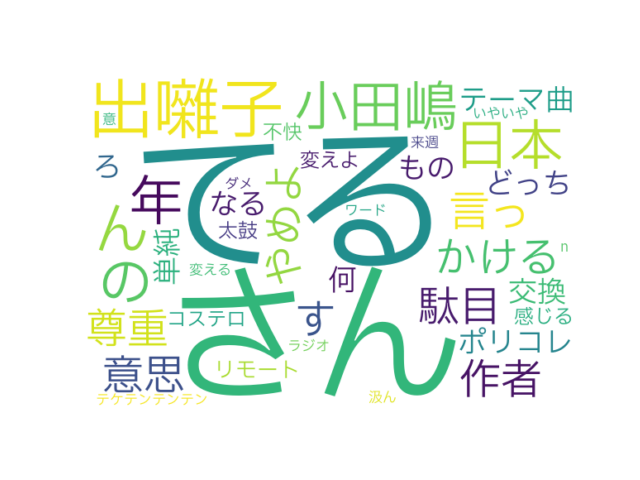 出囃子
小田嶋
テーマ曲
いやいや
意
不快
日本
来週
てる
変えよ
もの
ろ
ダメ
どっち
年
なる
やめよ
ワード
言っ
ん
太鼓
単純
かける
n
の
変える
何
さん
交換
尊重
コステロ
す
駄目
感じる
ラジオ
ポリコレ
意思
リモート
作者
テケテンテンテン
汲ん